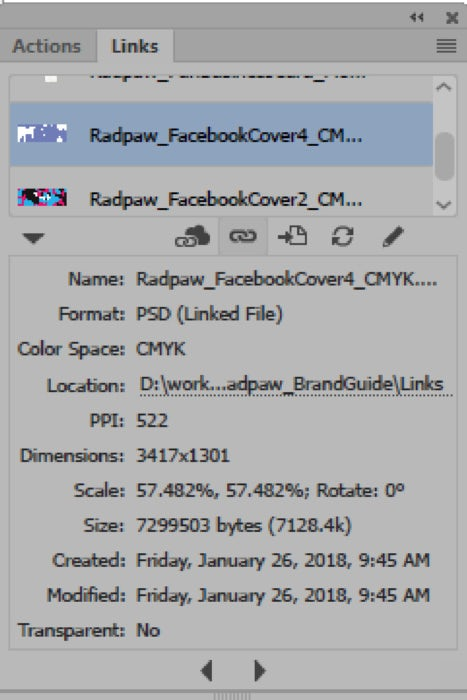 Actions
Links
Radpaw_FacebookCover4_CM...
Radpaw_FacebookCover2_CM...
Name: Radpaw_FacebookCover4_CMYK....
Format: PSD (Linked File)
Color Space: CMYK
Location: D:\work...adpaw_BrandGuide\Links
PPI: 522
Dimensions: 3417x1301
Scale: 57.482%, 57.482%; Rotate: 0°
Size: 7299503 bytes (7128.4k)
Created: Friday, January 26, 2018, 9:45 AM
Modified: Friday, January 26, 2018, 9:45 AM
Transparent: No